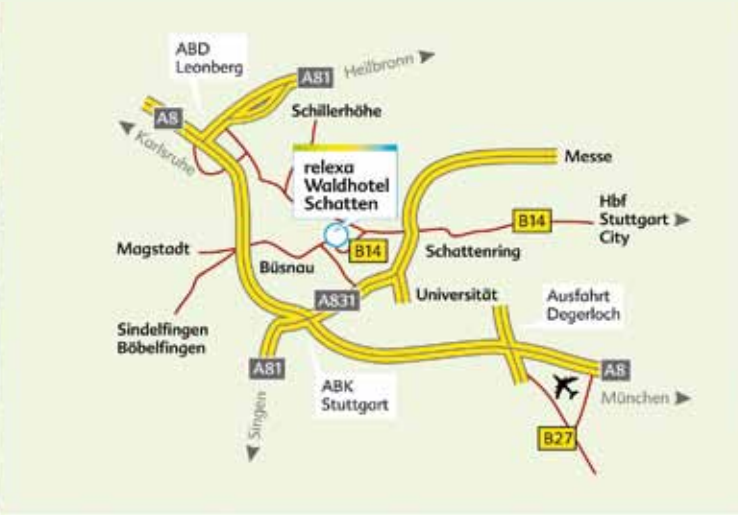 ABD
Leonberg
A81
Heilbronn
A8
Schillerhöhe
Karlsruhe
relexa
Waldhotel
Schatten
Messe
Hbf
Stuttgart
City
B14
B14
Magstadt
Büsnau
Schattenring
A831
Universität
Ausfahrt
Degerloch
Sindelfingen
Böbelfingen
A81
ABK
Stuttgart
A8
München
Singen
B27